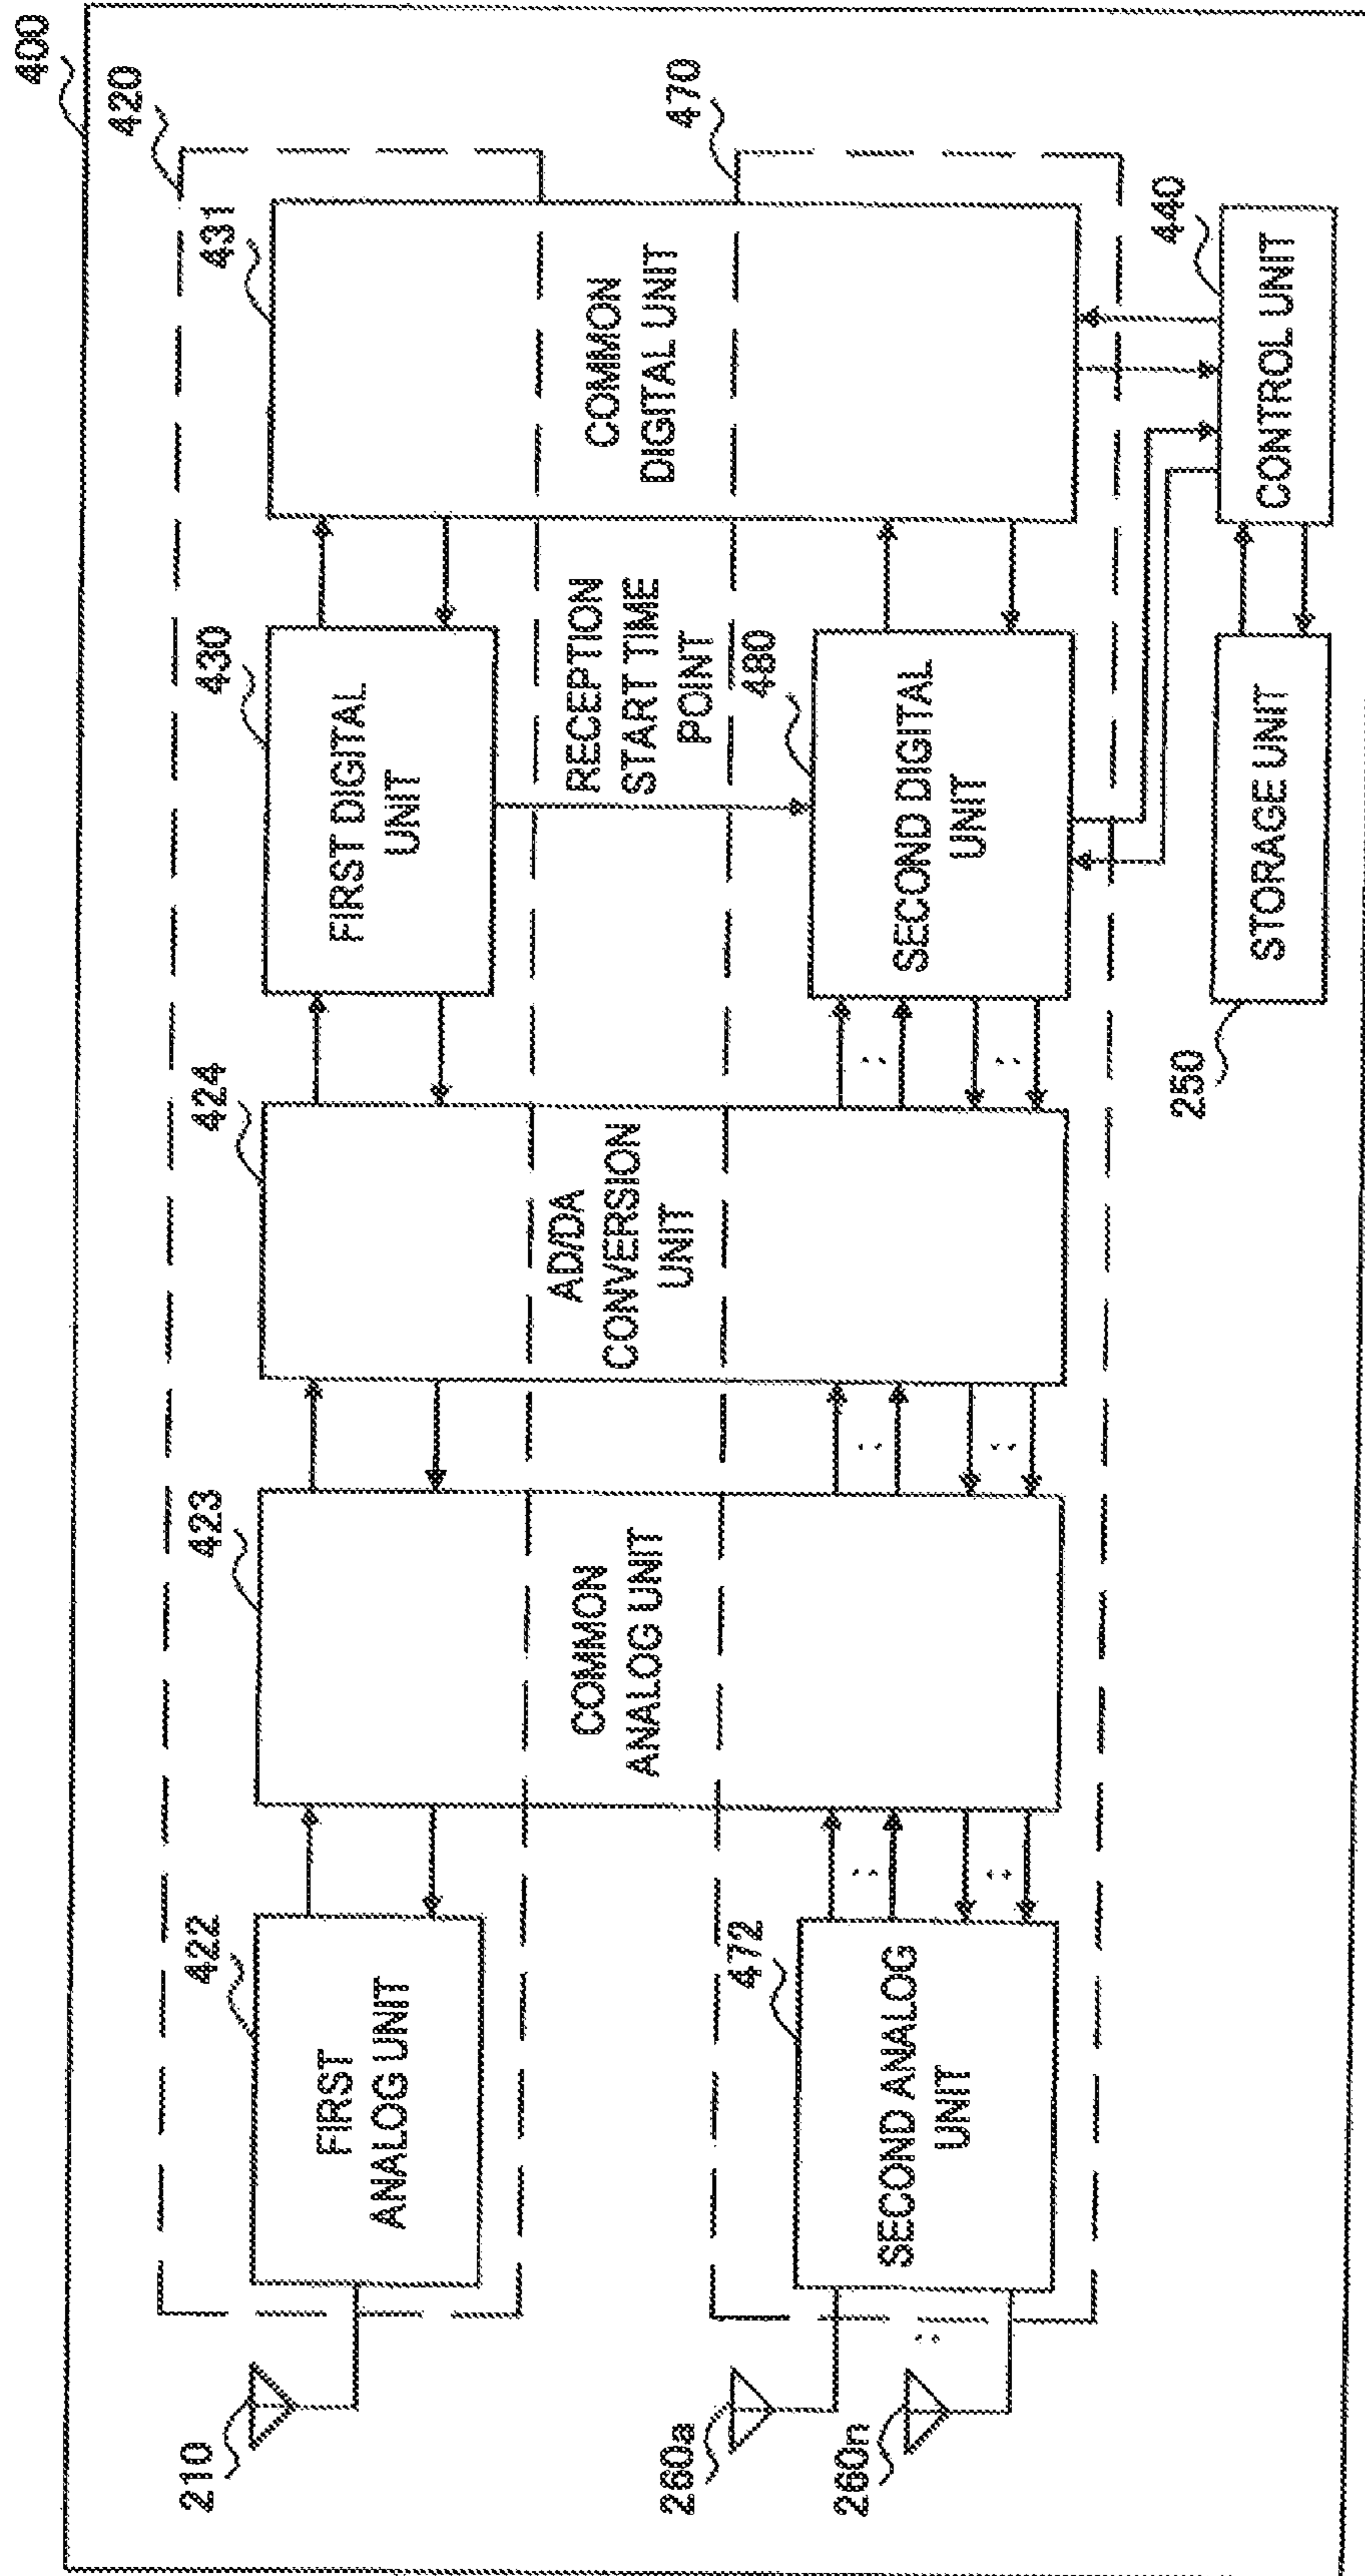 400
420
422
423
424
430
431
FIRST
ANALOG UNIT
COMMON
ANALOG UNIT
AD/DA
CONVERSION
UNIT
FIRST DIGITAL
UNIT
COMMON
DIGITAL UNIT
210
RECEPTION
START TIME
POINT
470
472
480
SECOND ANALOG
UNIT
SECOND DIGITAL
UNIT
260a
260n
440
CONTROL UNIT
250
STORAGE UNIT